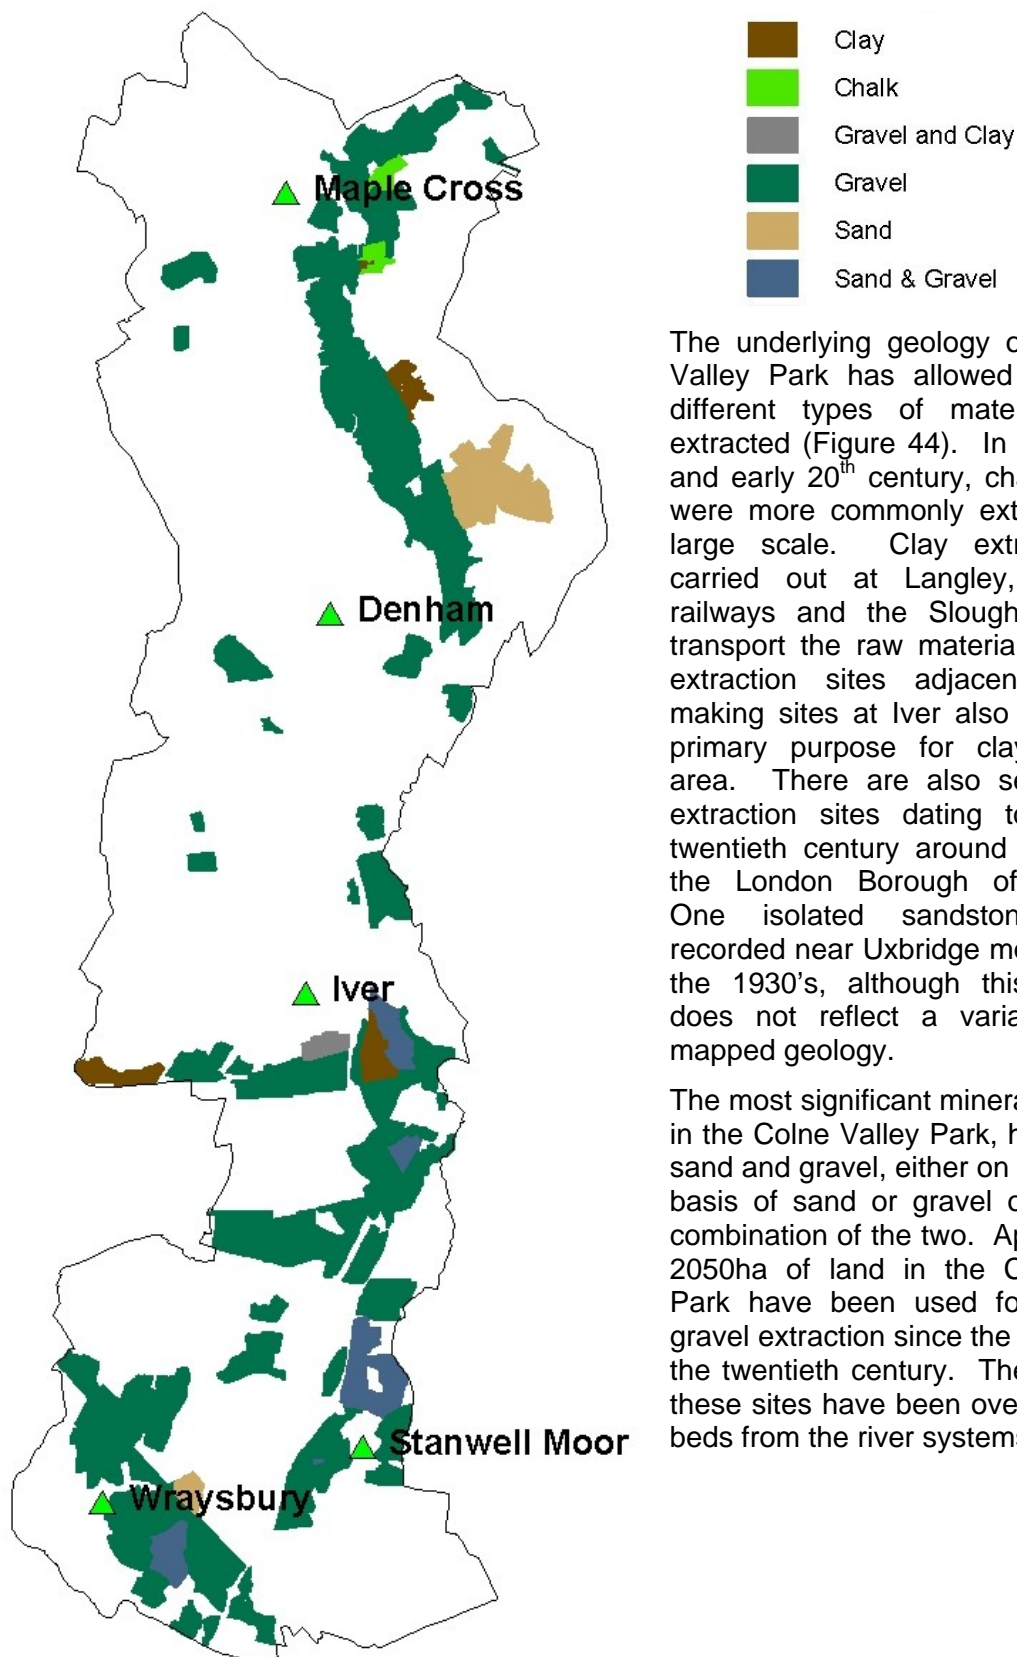 Clay
Chalk
Gravel and Clay
Gravel
Sand
Sand & Gravel
Maple Cross
Denham
Iver
Stanwell Moor
Wraysbury
The underlying geology o
Valley Park has allowed
different types of mate
extracted (Figure 44). In
and early 20th century, cha
were more commonly ext
large scale. Clay extr
carried out at Langley,
railways and the Slough
transport the raw materia
extraction sites adjacen
making sites at Iver also
primary purpose for clay
area. There are also se
extraction sites dating to
twentieth century around
the London Borough of
One isolated sandston
recorded near Uxbridge me
the 1930's, although this
does not reflect a varia
mapped geology.
The most significant minera
in the Colne Valley Park, h
sand and gravel, either on
basis of sand or gravel o
combination of the two. Ap
2050ha of land in the C
Park have been used fo
gravel extraction since the
the twentieth century. The
these sites have been ove
beds from the river systems